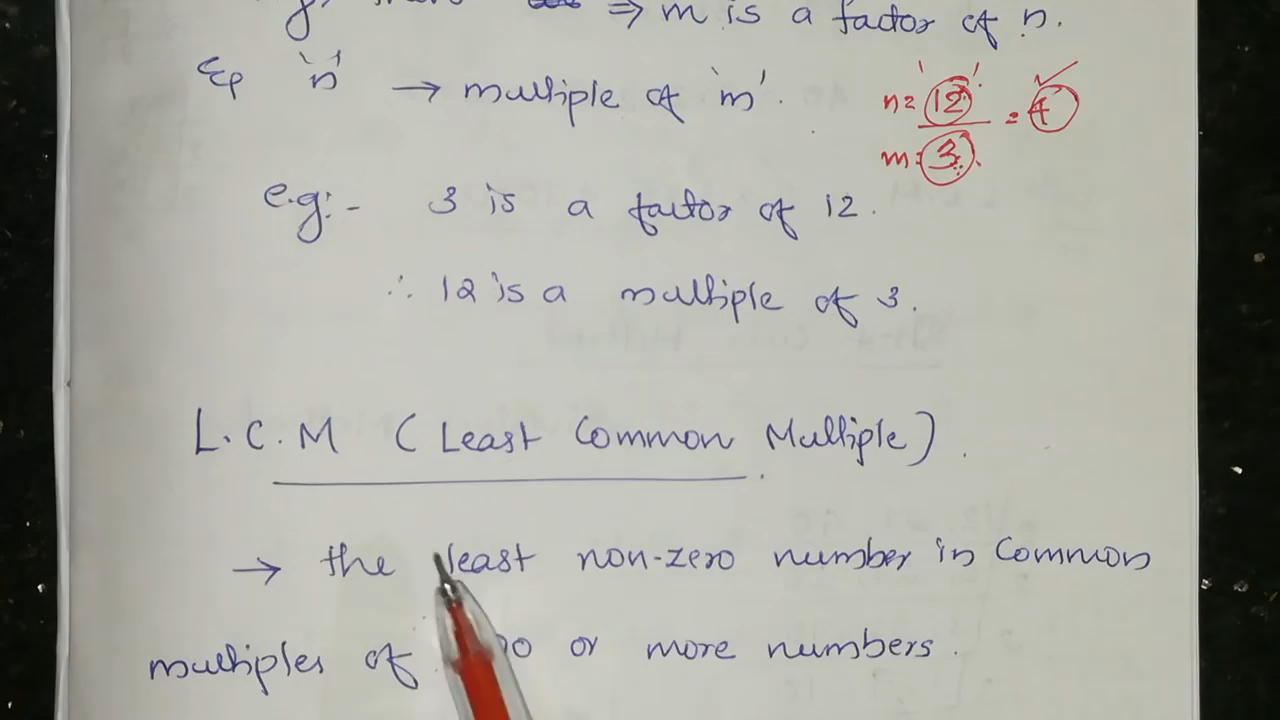 ⇒ m is a factor of n.
Ep 'n' → multiple of 'm'.
n= '12' = 4 ✓
m: 3.
e.g:- 3 is a factor of 12.
∴ 12 is a multiple of 3.
L.C.M (Least Common Multiple).
→ the least non-zero number in Common
multiples of or more numbers.